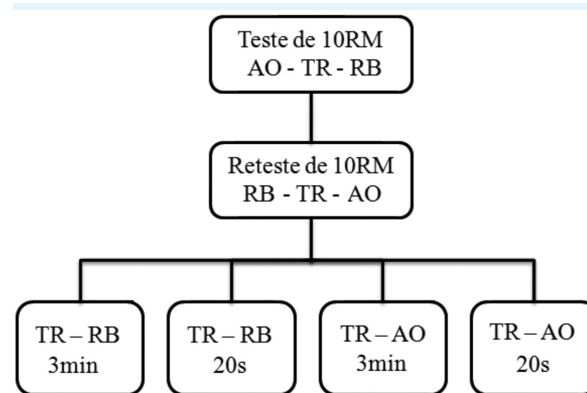 Teste de 10RM
AO - TR - RB
Reteste de 10RM
RB - TR - AO
TR – RB
3min
TR – RB
20s
TR – AO
3min
TR – AO
20s